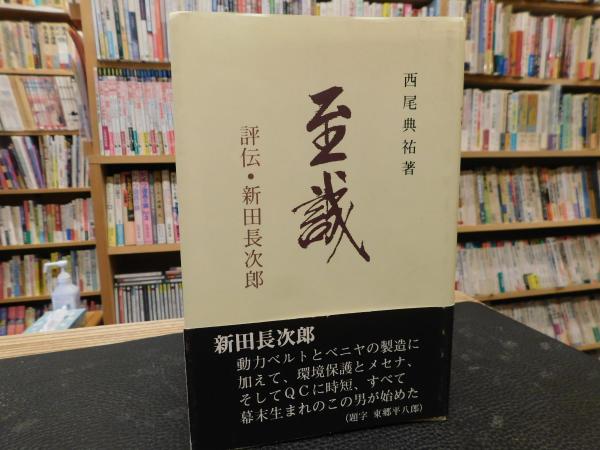 西尾典祐著
至誠
評伝・新田長次郎
新田長次郎
動力ベルトとベニヤの製造に
加えて、環境保護とメセナ、
そしてＱＣに時短、すべて
幕末生まれのこの男が始めた
(題字 東郷平八郎)